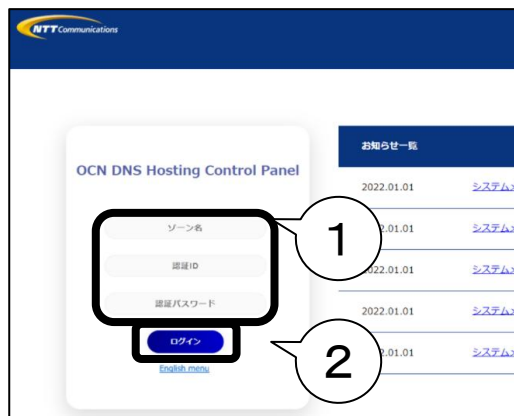 NTT Communications
お知らせ一覧
OCN DNS Hosting Control Panel
2022.01.01 システム
ゾーン名
1
2.01.01 システム
認証ID
022.01.01 システム
認証パスワード
2022.01.01 システム
ログイン
2
2.01.01 システム
English menu